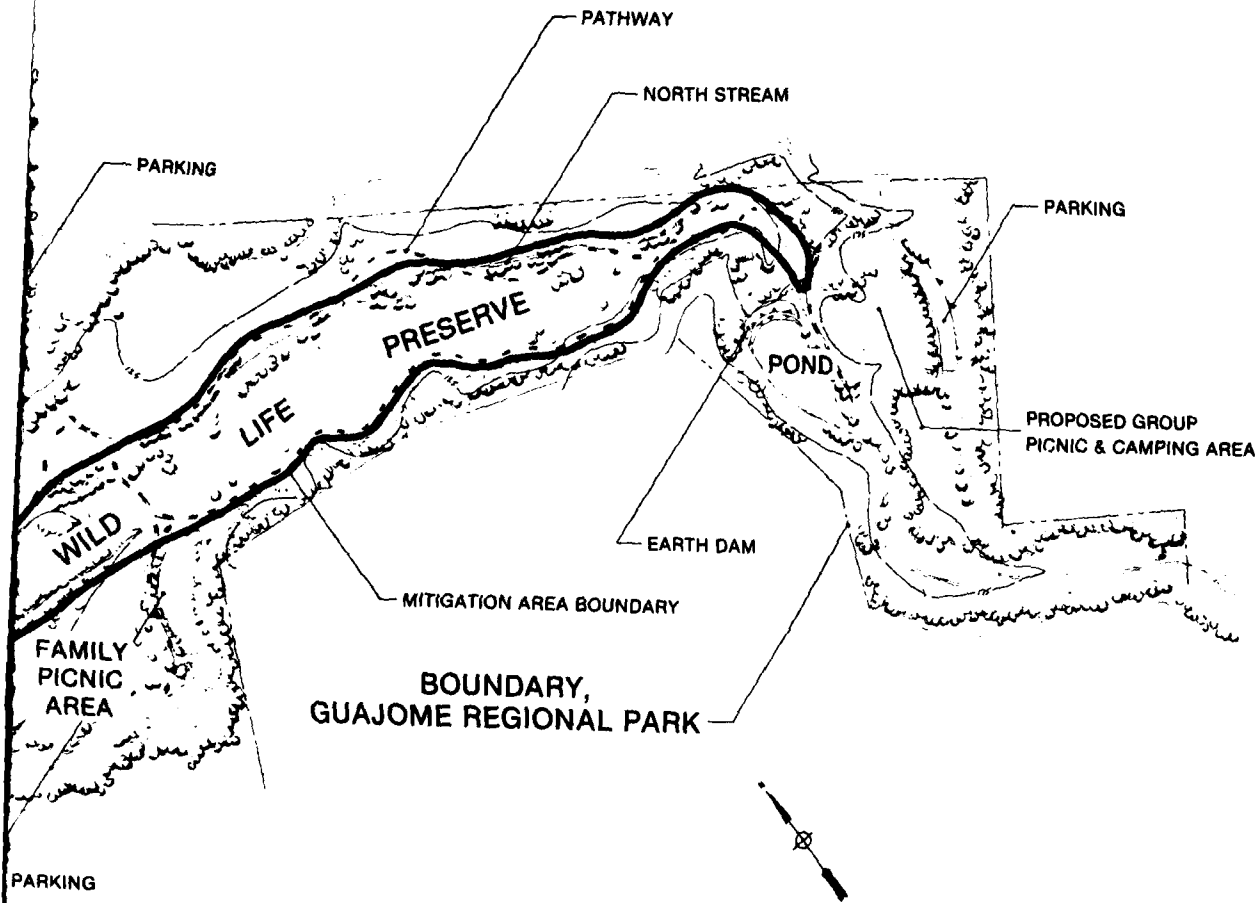 PATHWAY
NORTH STREAM
PARKING
PARKING
PRESERVE
LIFE
WILD
POND
PROPOSED GROUP
PICNIC & CAMPING AREA
EARTH DAM
MITIGATION AREA BOUNDARY
FAMILY
PICNIC
AREA
BOUNDARY,
GUAJOME REGIONAL PARK
PARKING